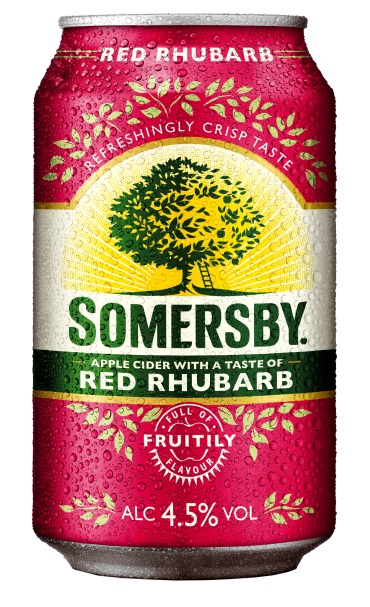 RED RHUBARB
REFRESHINGLY CRISP TASTE
SOMERSBY.
APPLE CIDER WITH A TASTE OF
RED RHUBARB
FULL OF
FRUITILY
FLAVOUR
ALC 4.5% VOL